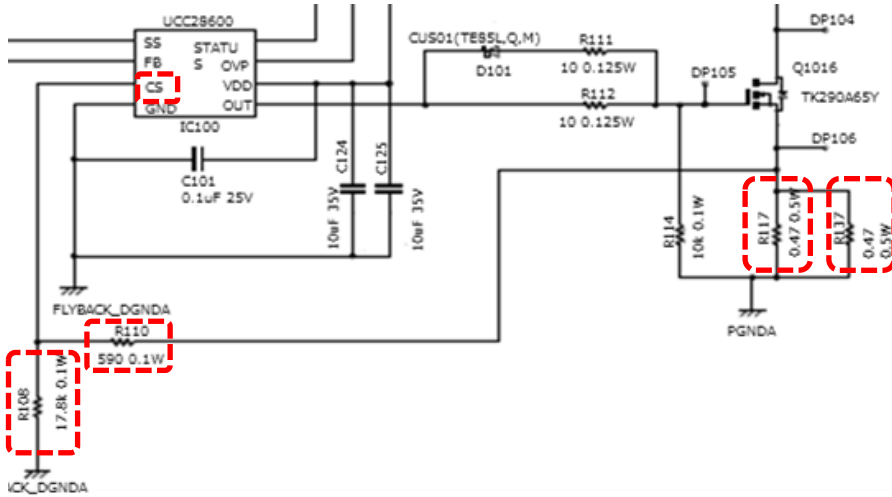 UCC28600
SS
STATU
S
FB
OVP
CS
VDD
GND
OUT
IC100
CUS01(TE85L,Q,M)
D101
R111
10 0.125W
R112
10 0.125W
DP104
DP105
Q1016
TK290A65Y
DP106
C101
0.1uF 25V
C124
10uF 35V
C125
10uF 35V
R114
10k 0.1W
R117
0.47 0.5W
R137
0.47
0.5W
FLYBACK_DGNDA
PGNDA
R110
590 0.1W
R108
17.8k 0.1W
ACK_DGNDA